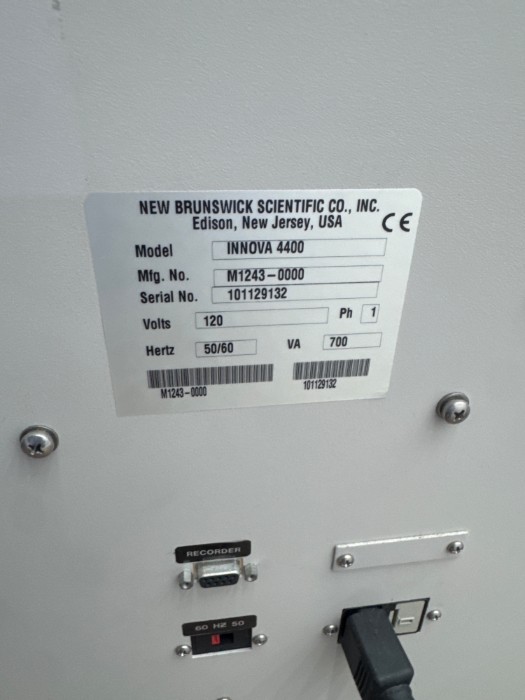 NEW BRUNSWICK SCIENTIFIC CO., INC.
Edison, New Jersey, USA CE
Model INNOVA 4400
Mfg. No. M1243-0000
Serial No. 101129132
Volts 120 Ph 1
Hertz 50/60 VA 700
M1243-0000 101129132
RECORDER
60 HZ 50